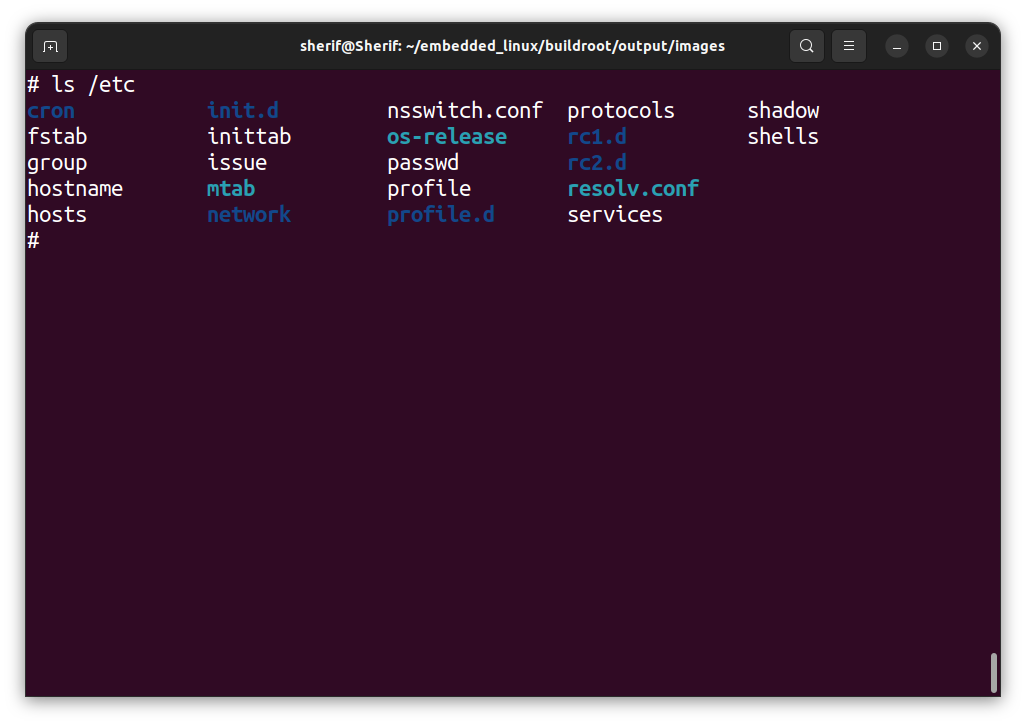 sherif@Sherif: ~/embedded_linux/buildroot/output/images
# ls /etc
cron init.d nsswitch.conf protocols shadow
fstab inittab os-release rc1.d shells
group issue passwd rc2.d
hostname mtab profile resolv.conf
hosts network profile.d services
#